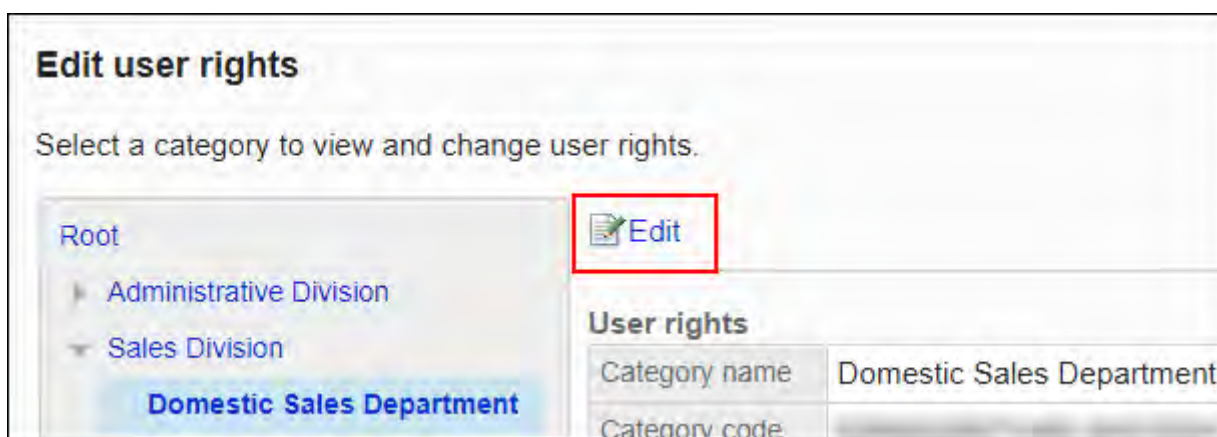 Edit user rights
Select a category to view and change user rights.
Root
Administrative Division
Sales Division
Domestic Sales Department
Edit
User rights
Category name Domestic Sales Department
Category code